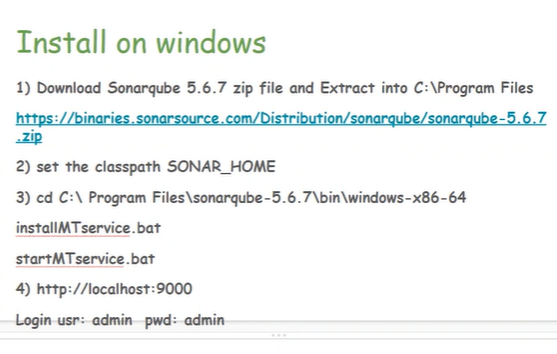 Install on windows
1) Download Sonarqube 5.6.7 zip file and Extract into C:\Program Files
https://binaries.sonarsource.com/Distribution/sonarqube/sonarqube-5.6.7
.zip
2) set the classpath SONAR_HOME
3) cd C:\ Program Files\sonarqube-5.6.7\bin\windows-x86-64
installMTservice.bat
startMTservice.bat
4) http://localhost:9000
Login usr: admin  pwd: admin